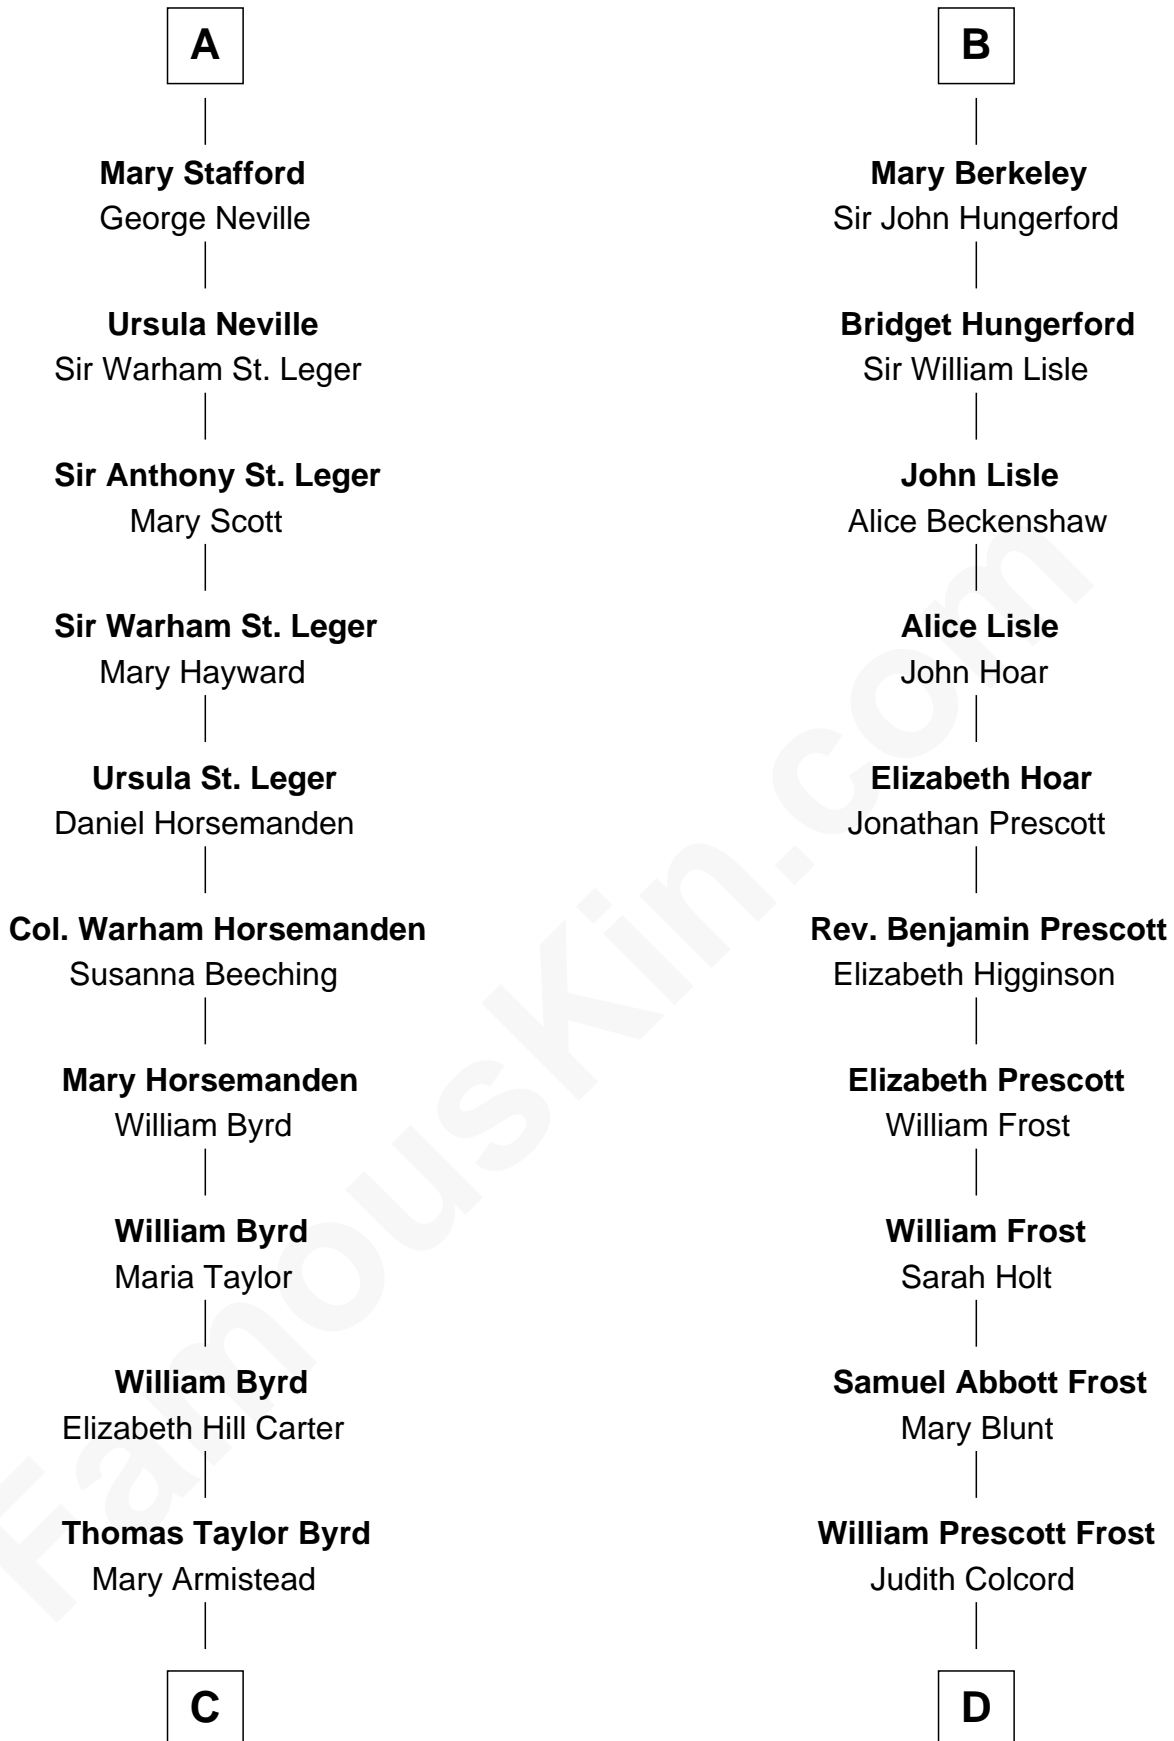 A
Mary Stafford
George Neville
Ursula Neville
Sir Warham St. Leger
Sir Anthony St. Leger
Mary Scott
Sir Warham St. Leger
Mary Hayward
Ursula St. Leger
Daniel Horsemanden
Col. Warham Horsemanden
Susanna Beeching
Mary Horsemanden
William Byrd
William Byrd
Maria Taylor
William Byrd
Elizabeth Hill Carter
Thomas Taylor Byrd
Mary Armistead
C
B
Mary Berkeley
Sir John Hungerford
Bridget Hungerford
Sir William Lisle
John Lisle
Alice Beckenshaw
Alice Lisle
John Hoar
Elizabeth Hoar
Jonathan Prescott
Rev. Benjamin Prescott
Elizabeth Higginson
Elizabeth Prescott
William Frost
William Frost
Sarah Holt
Samuel Abbott Frost
Mary Blunt
William Prescott Frost
Judith Colcord
D
FamousKin.com